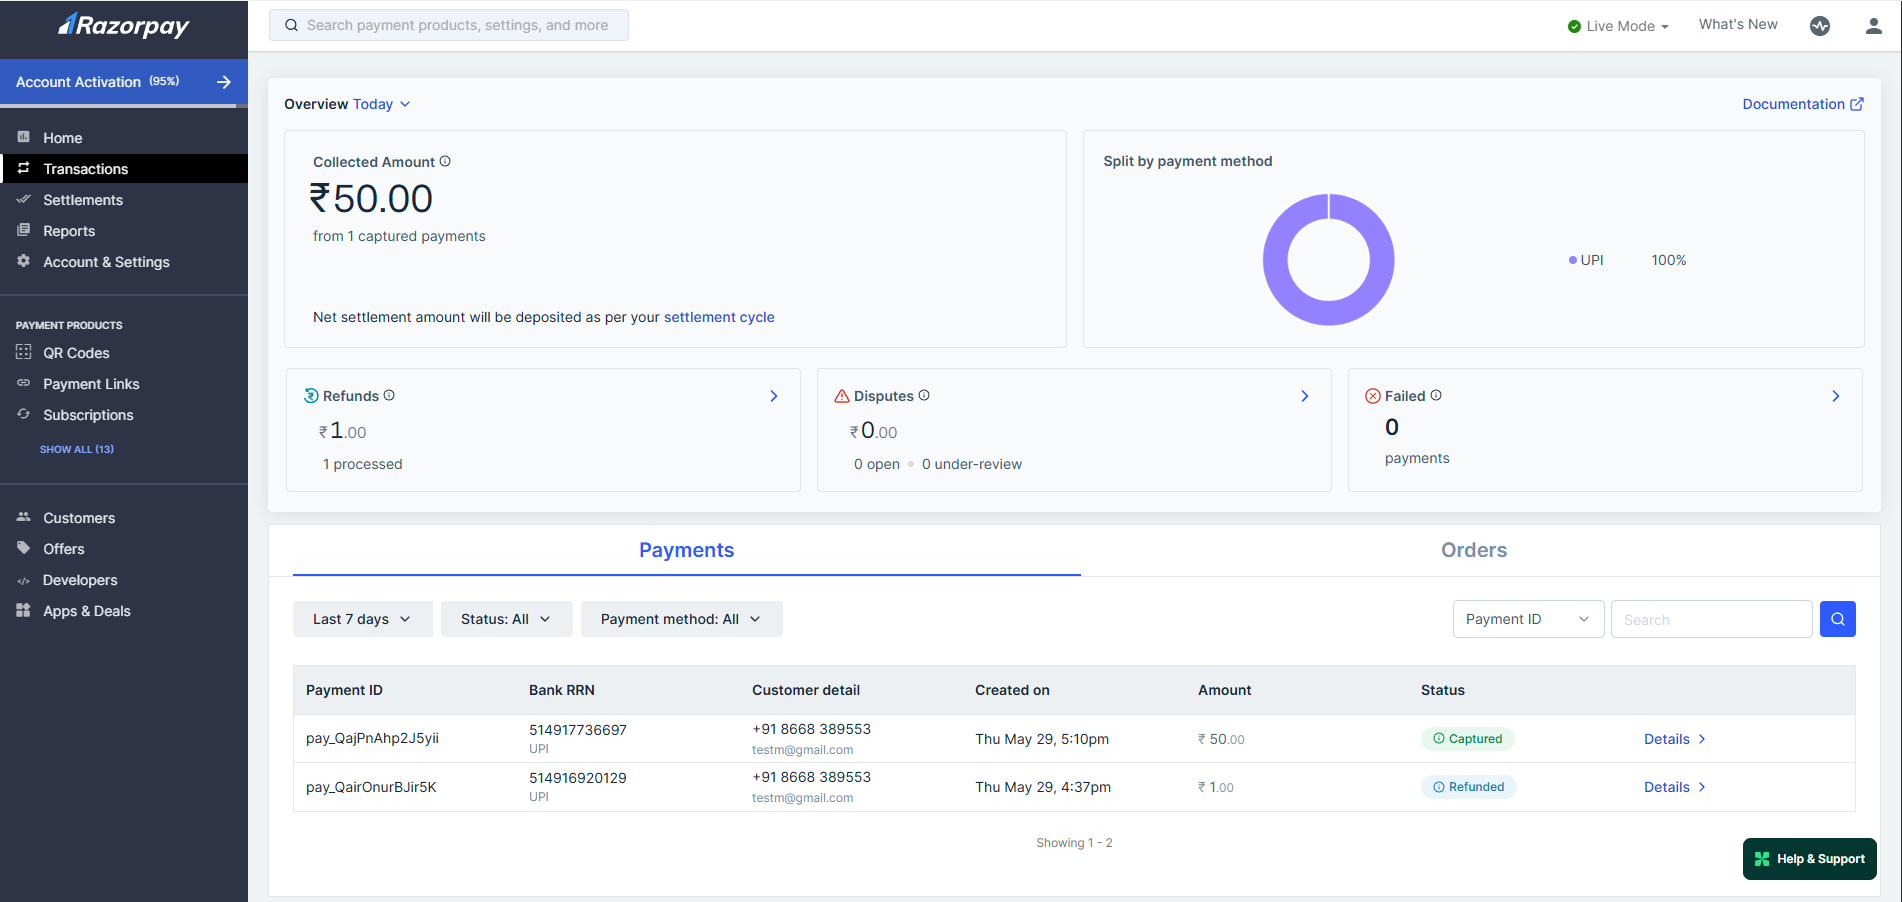 Razorpay
Search payment products, settings, and more
Live Mode
What's New
Account Activation (95%)
Home
Transactions
Settlements
Reports
Account & Settings
PAYMENT PRODUCTS
QR Codes
Payment Links
Subscriptions
SHOW ALL (13)
Customers
Offers
Developers
Apps & Deals
Overview Today
Documentation
Collected Amount
₹50.00
from 1 captured payments
Net settlement amount will be deposited as per your settlement cycle
Split by payment method
UPI 100%
Refunds
₹1.00
1 processed
Disputes
₹0.00
0 open • 0 under-review
Failed
0
payments
Payments
Orders
Last 7 days
Status: All
Payment method: All
Payment ID
Search
Payment ID Bank RRN Customer detail Created on Amount Status
pay_QajPnAhp2J5yii 514917736697 UPI +91 8668 389553 testm@gmail.com Thu May 29, 5:10pm ₹ 50.00 Captured Details
pay_QairOnurBJir5K 514916920129 UPI +91 8668 389553 testm@gmail.com Thu May 29, 4:37pm ₹ 1.00 Refunded Details
Showing 1 - 2
Help & Support